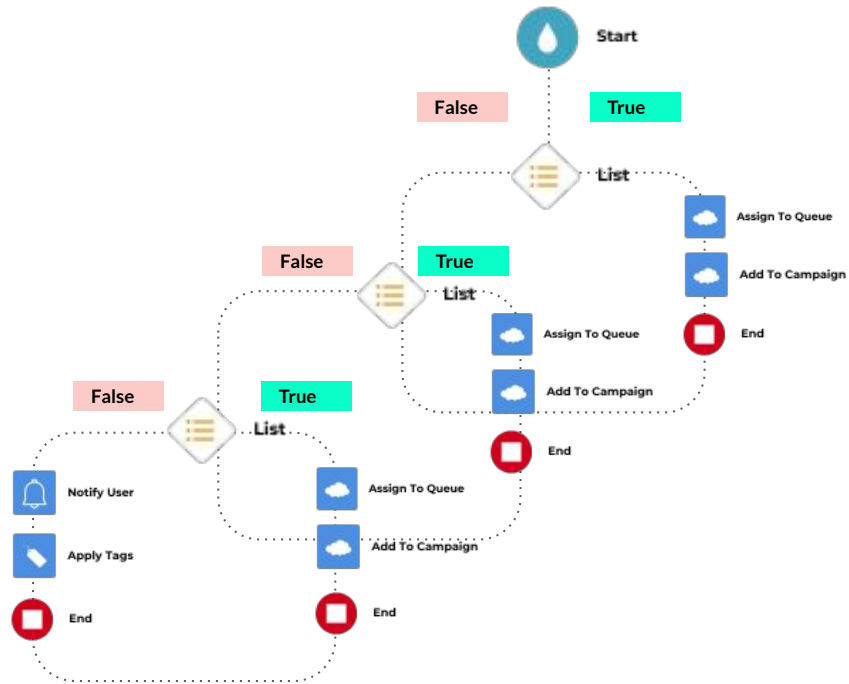 Start
False
True
List
Assign To Queue
Add To Campaign
End
False
True
List
Assign To Queue
Add To Campaign
End
False
True
List
Assign To Queue
Add To Campaign
End
Notify User
Apply Tags
End